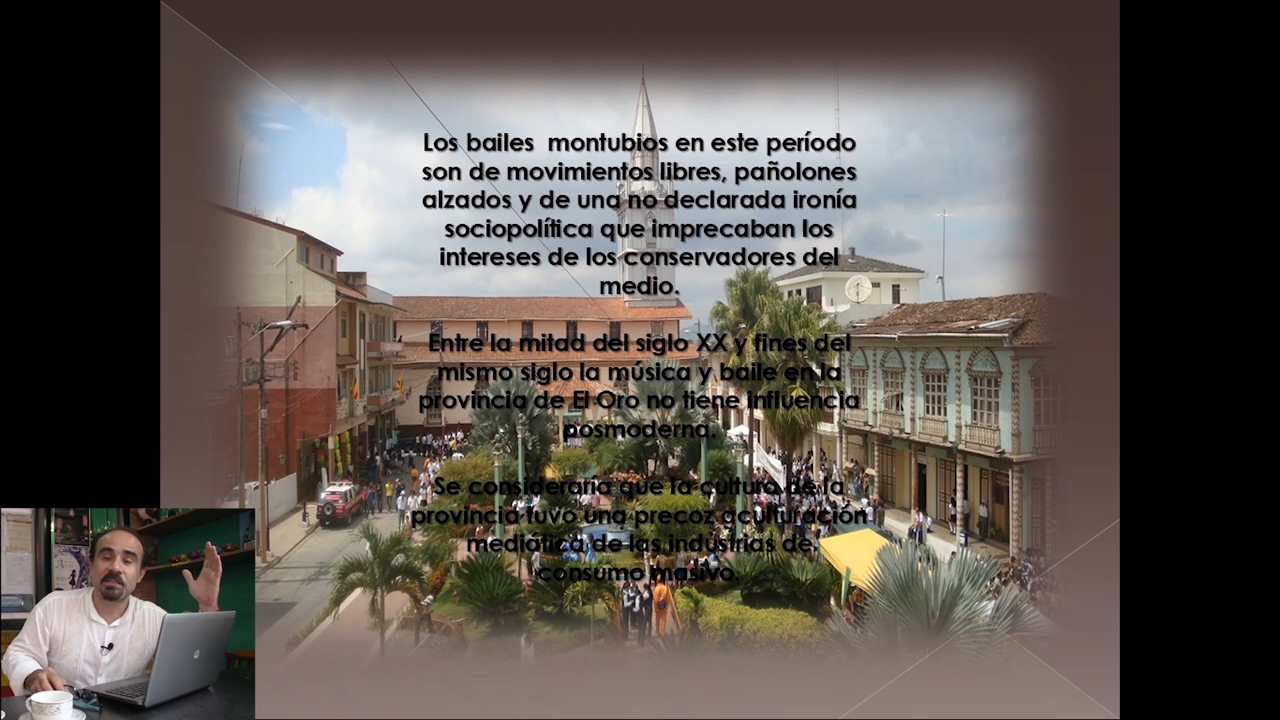 Los bailes montubios en este período
son de movimientos libres, pañolones
alzados y de una no declarada ironía
sociopolítica que imprecaban los
intereses de los conservadores del
medio.
Entre la mitad del siglo XX y fines del
mismo siglo la música y baile en la
provincia de El Oro no tiene influencia
posmoderna.
Se consideraría que la cultura de la
provincia tuvo una precoz aculturación
mediática de las industrias de
consumo masivo.